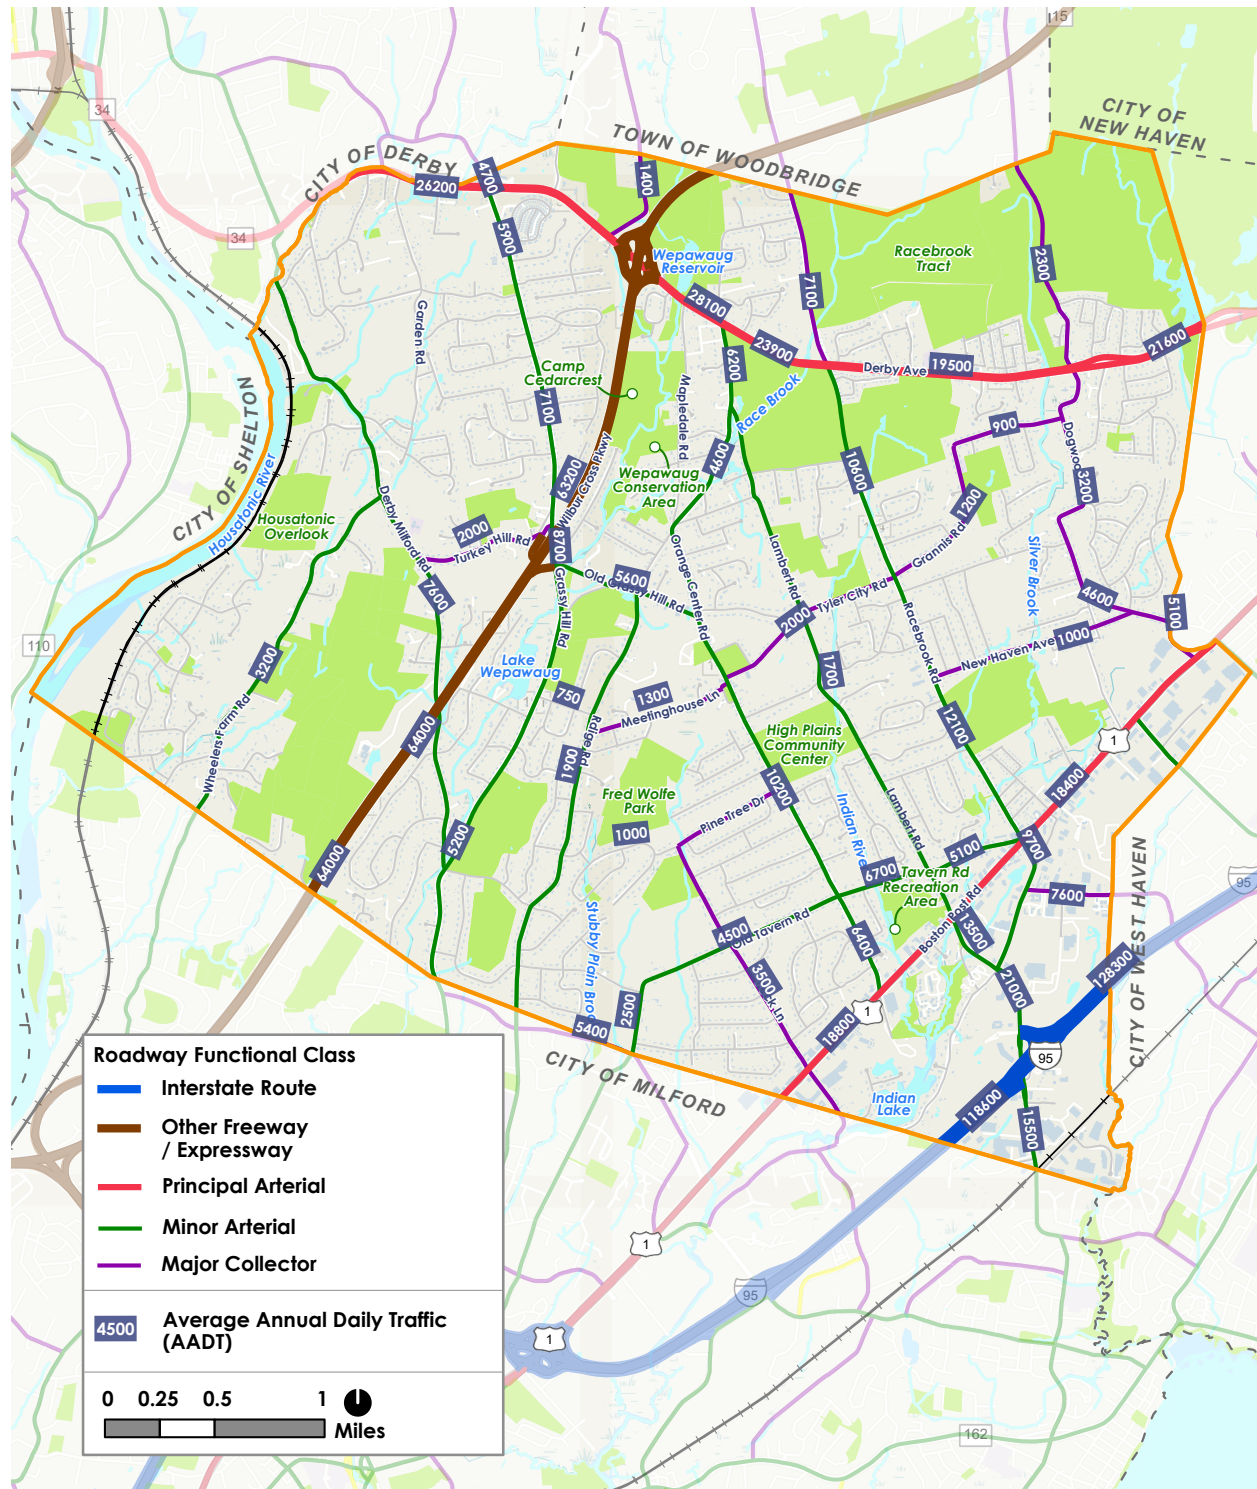 15
34
CITY OF
NEW HAVEN
TOWN OF WOODBRIDGE
CITY OF DERBY
4700
1400
26200
34
5900
Wepawaug
Reservoir
Racebrook
Tract
2300
7100
28100
Garden Rd
23900
21600
6200
19500
Derby Ave
Camp
Cedarcrest
Mapledale Rd
Race Brook
7100
CITY OF SHELTON
900
Wilbur Cross Pkwy
4600
10600
63200
Wepawaug
Conservation
Area
3200
Housatonic River
1200
Housatonic
Overlook
Derby Milford Rd
2000
Turkey Hill Rd
8700
Orange Center Rd
Lambert Rd
Grannis Rd
Silver Brook
5600
Old Grassy Hill Rd
Grassy Hill Rd
7600
Tyler City Rd
2000
4600
5100
Racebrook Rd
1000
New Haven Ave
110
Lake
Wepawaug
3200
1700
750
1300
Meetinghouse Ln
Wheelers Farm Rd
64000
1900
12100
High Plains
Community
Center
1
18400
10200
Fred Wolfe
Park
Pine Tree Dr
Indian River
Lambert Rd
1000
5200
64000
9700
5100
6700
Tavern Rd
Recreation
Area
CITY OF WEST HAVEN
7600
95
Stubby Plain Brook
4500
Old Tavern Rd
Boston Post Rd
13500
6400
3500
128300
21000
2500
5400
1
18800
95
CITY OF MILFORD
Indian
Lake
118600
15500
Roadway Functional Class
Interstate Route
Other Freeway
/ Expressway
Principal Arterial
Minor Arterial
Major Collector
4500
Average Annual Daily Traffic
(AADT)
0 0.25 0.5 1
Miles
1
95
1
162